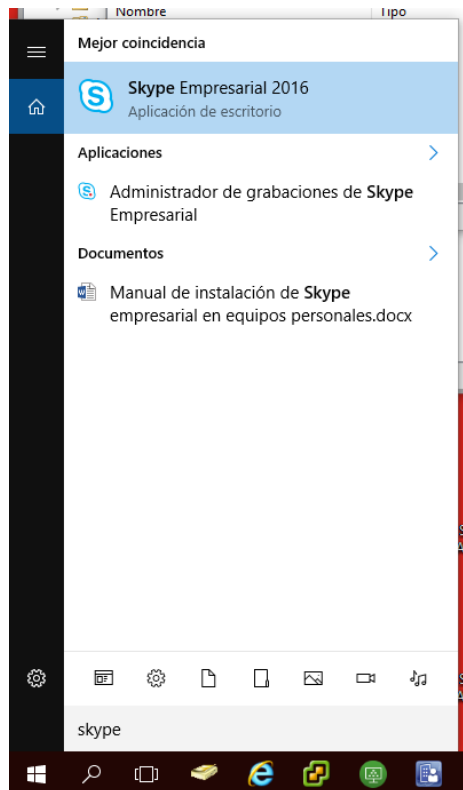 Nombre
Tipo
Mejor coincidencia
Skype Empresarial 2016
Aplicación de escritorio
Aplicaciones
Administrador de grabaciones de Skype
Empresarial
Documentos
Manual de instalación de Skype
empresarial en equipos personales.docx
skype